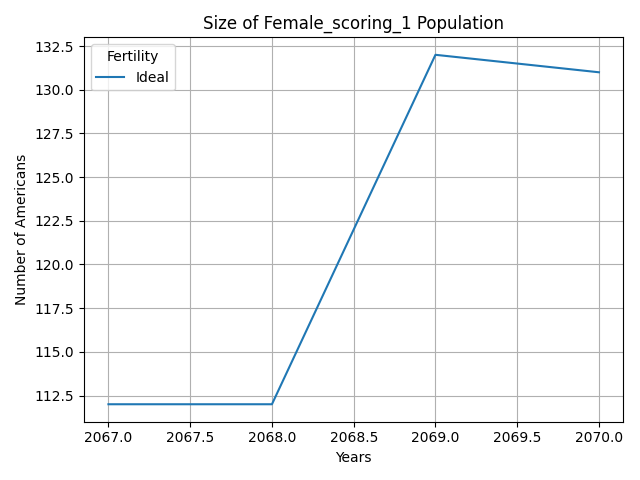 Size of Female_scoring_1 Population
Fertility
Ideal
Number of Americans
132.5
130.0
127.5
125.0
122.5
120.0
117.5
115.0
112.5
2067.0 2067.5 2068.0 2068.5 2069.0 2069.5 2070.0
Years